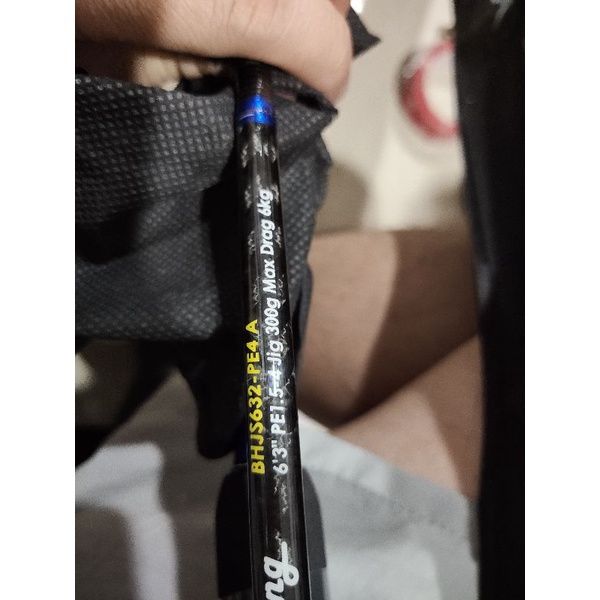 BHJS632-PE4.A
6'3" PE1.5-4 Jig 300g Max Drag 6kg